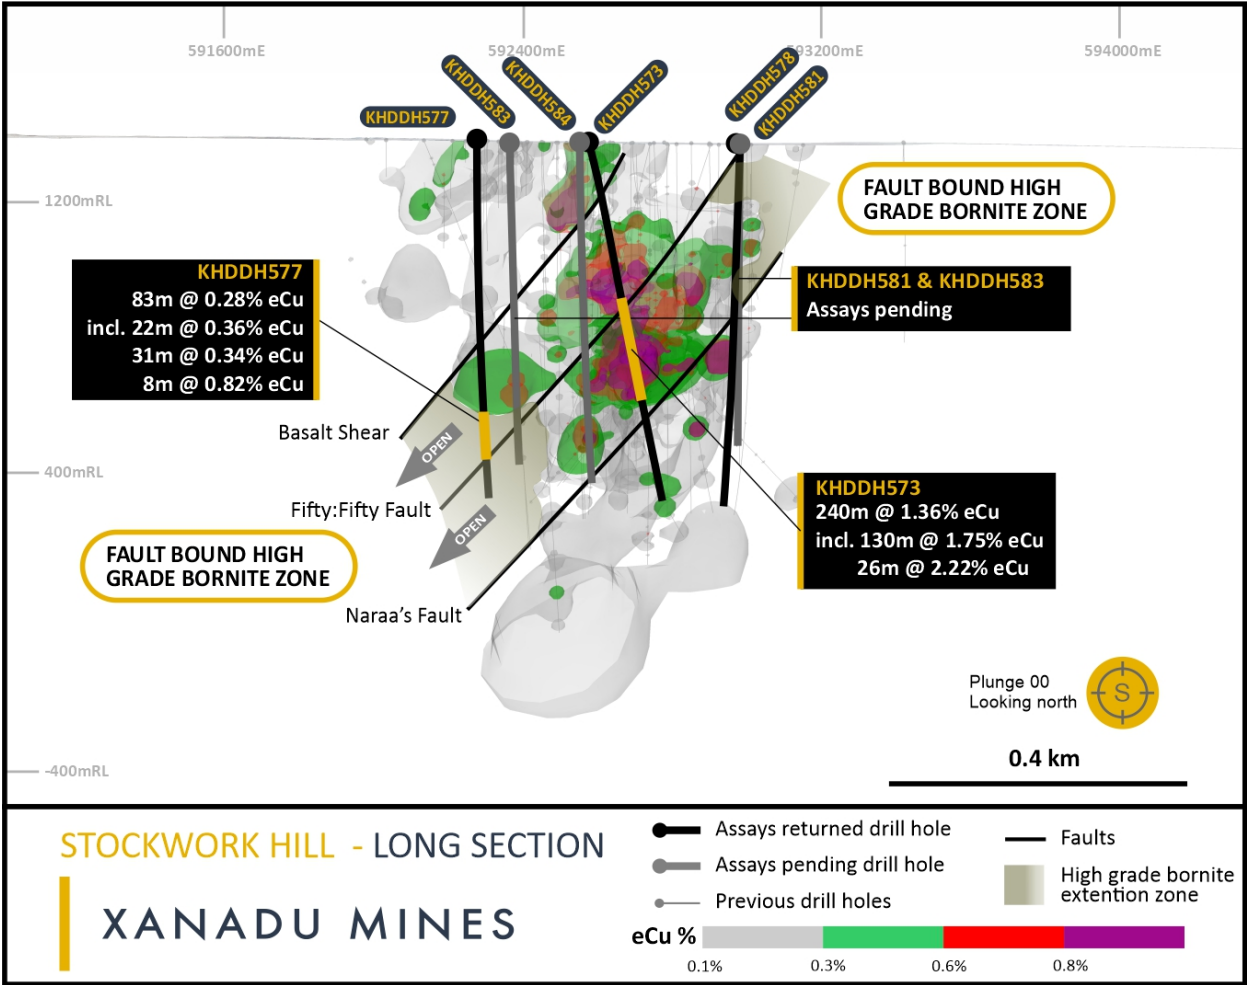 591600mE
592400mE
593200mE
594000mE
KHDDH577
KHDDH583
KHDDH584
KHDDH573
KHDDH578
KHDDH581
1200mRL
FAULT BOUND HIGH
GRADE BORNITE ZONE
KHDDH577
83m @ 0.28% eCu
incl. 22m @ 0.36% eCu
31m @ 0.34% eCu
8m @ 0.82% eCu
KHDDH581 & KHDDH583
Assays pending
Basalt Shear
OPEN
400mRL
Fifty:Fifty Fault
OPEN
KHDDH573
240m @ 1.36% eCu
incl. 130m @ 1.75% eCu
26m @ 2.22% eCu
FAULT BOUND HIGH
GRADE BORNITE ZONE
Naraa's Fault
Plunge 00
Looking north
S
0.4 km
-400mRL
STOCKWORK HILL - LONG SECTION
XANADU MINES
Assays returned drill hole
Assays pending drill hole
Previous drill holes
Faults
High grade bornite
extention zone
eCu %
0.1%
0.3%
0.6%
0.8%